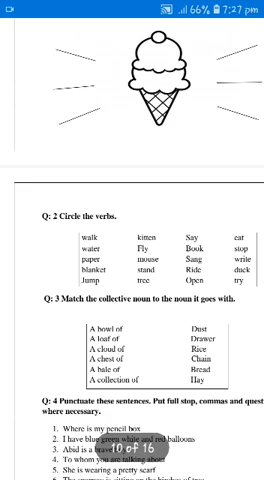 66% 7:27 pm
Q: 2 Circle the verbs.
walk kitten Say eat
water Fly Book stop
paper mouse Sang write
blanket stand Ride duck
Jump tree Open try
Q: 3 Match the collective noun to the noun it goes with.
A bowl of Dust
A loaf of Drawer
A cloud of Rice
A chest of Chain
A bale of Bread
A collection of Hay
Q: 4 Punctuate these sentences. Put full stop, commas and quest
where necessary.
1. Where is my pencil box
2. I have blue green white and red balloons
3. Abid is a brave
10 of 16
4. To whom you are talking about
5. She is wearing a pretty scarf